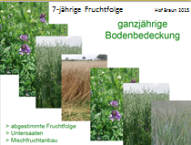 7-jährige Fruchtfolge
Hof Braun 2015
ganzjährige
Bodenbedeckung
> abgestimmte Fruchtfolge
> Untersaaten
> Mischfruchtanbau